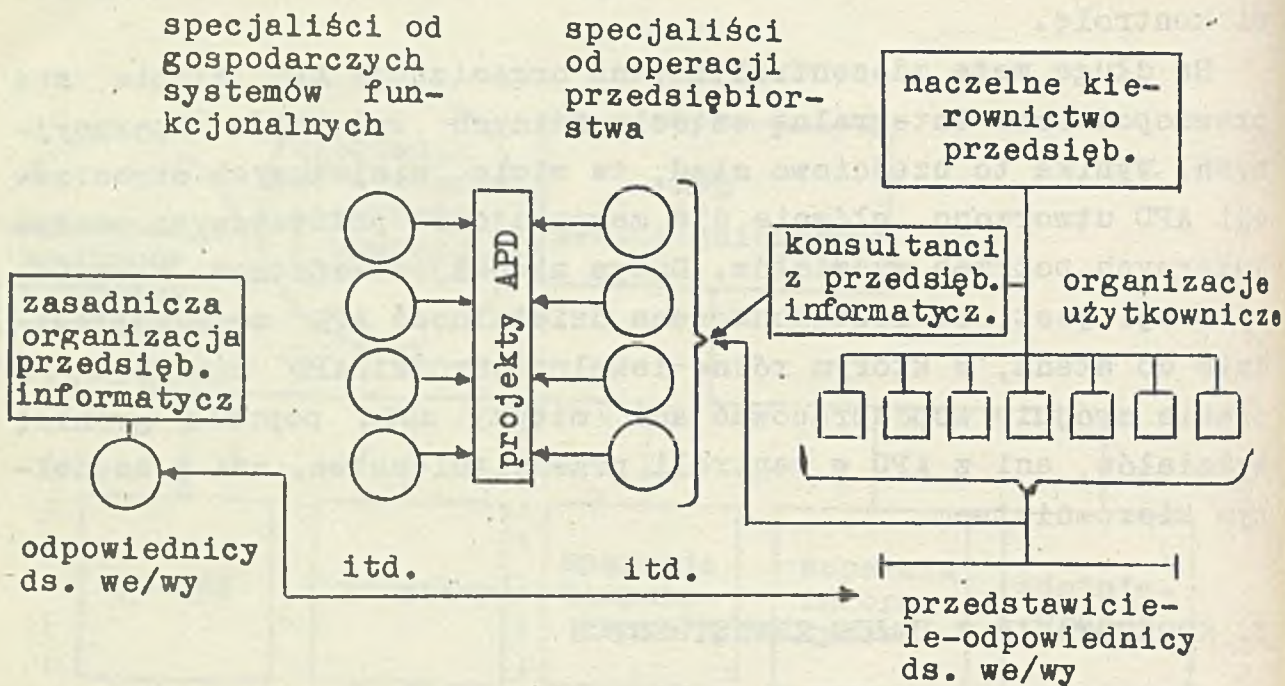 specjaliści od
gospodarczych
systemów fun-
kcjonalnych
specjaliści
od operacji
przedsiębior-
stwa
naczelne kie-
rownictwo
przedsięb.
zasadnicza
organizacja
przedsięb.
informatycz
projekty APD
konsultanci
z przedsięb.
informatycz.
organizacje
użytkownicze
odpowiednicy
ds. we/wy
itd.
itd.
przedstawicie-
le-odpowiednicy
ds. we/wy